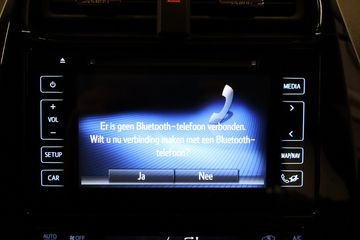 MEDIA
+
VOL
-
SETUP
CAR
MAP/NAV
Er is geen Bluetooth-telefoon verbonden.
Wilt u nu verbinding maken met een Bluetooth-
telefoon?
Ja
Nee
AUTO
A/C